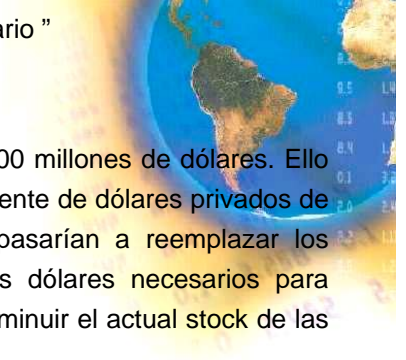 ario ”
00 millones de dólares. Ello
ente de dólares privados de
pasarían a reemplazar los
s dólares necesarios para
minuir el actual stock de las